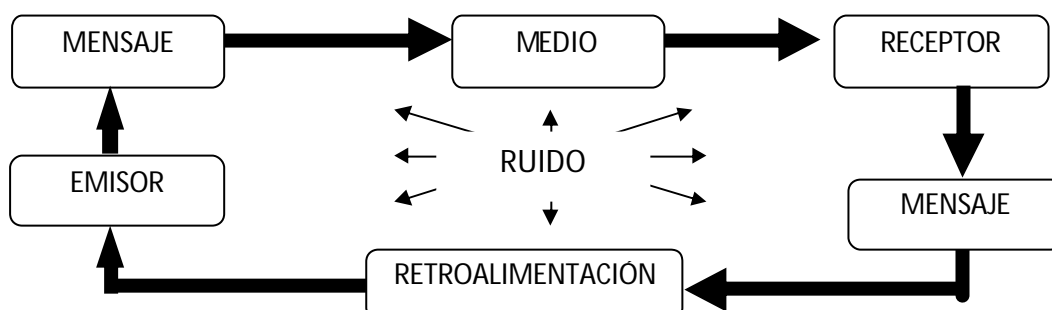 MENSAJE
MEDIO
RECEPTOR
RUIDO
EMISOR
MENSAJE
RETROALIMENTACIÓN